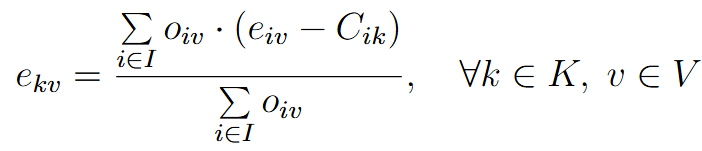 e_{kv} = \frac{\sum_{i \in I} o_{iv} \cdot (e_{iv} - C_{ik})}{\sum_{i \in I} o_{iv}}, \quad \forall k \in K, \; v \in V